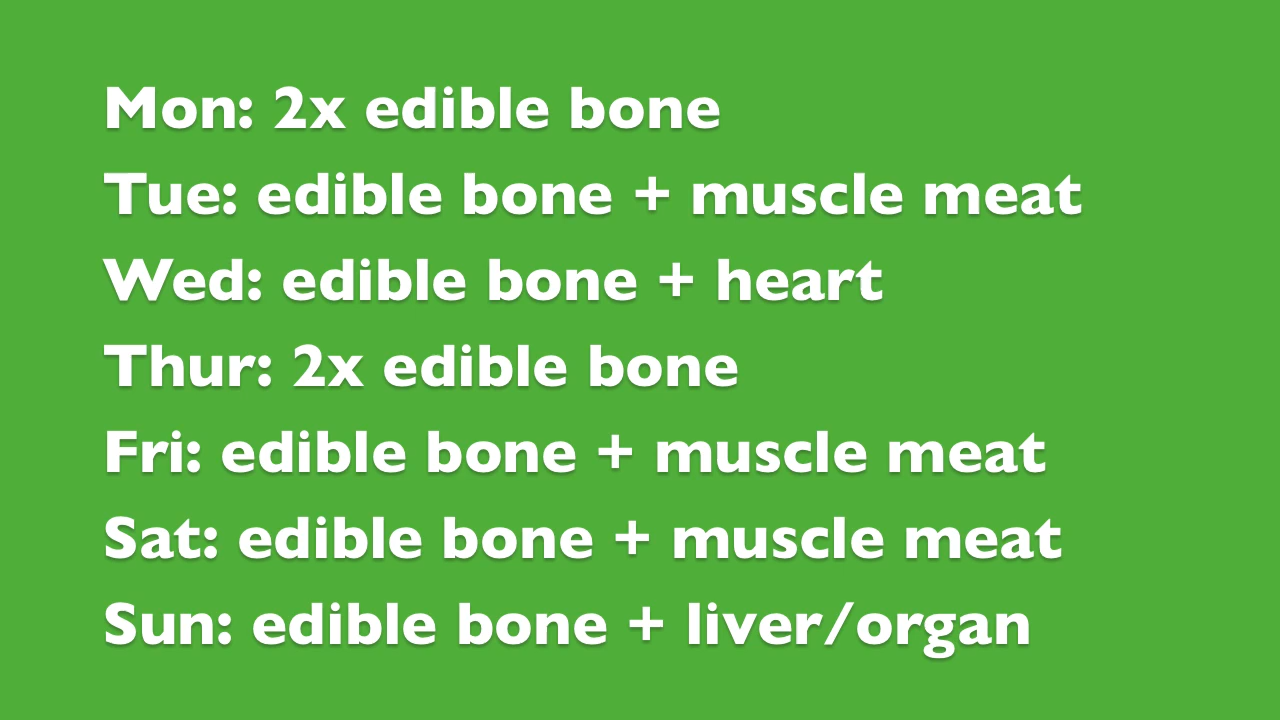 Mon: 2x edible bone
Tue: edible bone + muscle meat
Wed: edible bone + heart
Thur: 2x edible bone
Fri: edible bone + muscle meat
Sat: edible bone + muscle meat
Sun: edible bone + liver/organ